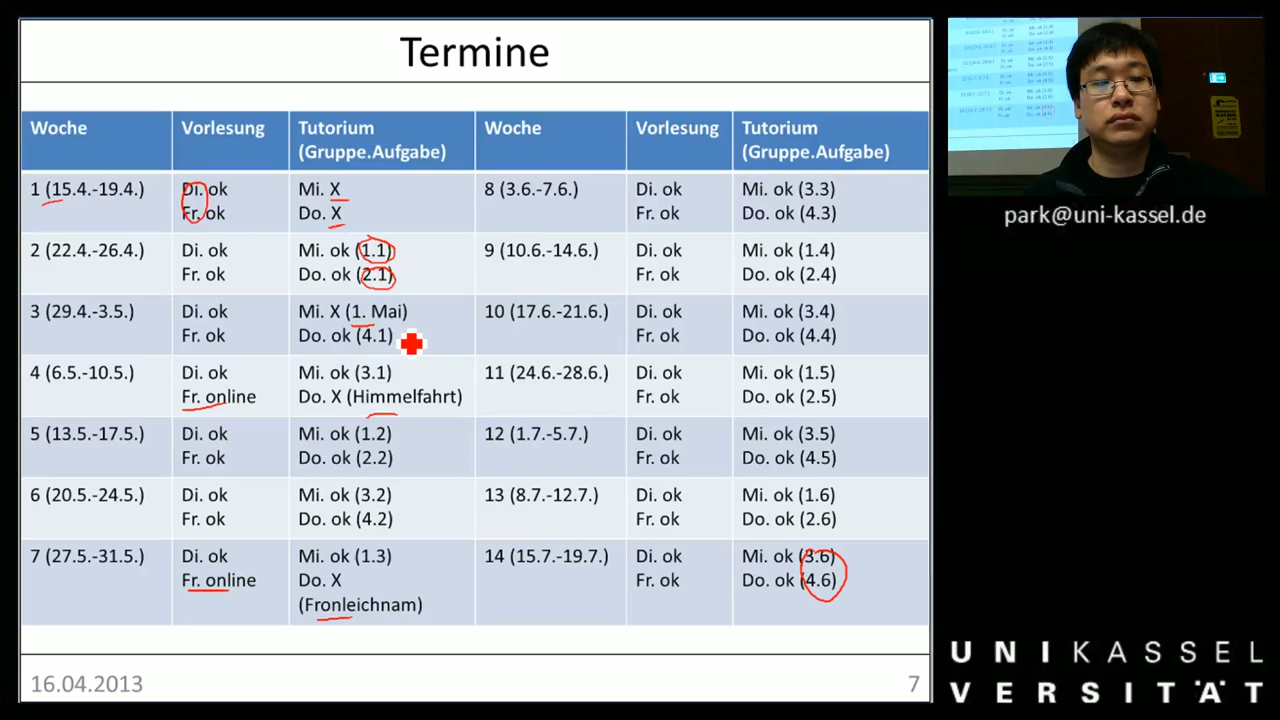 Termine
Woche Vorlesung Tutorium (Gruppe.Aufgabe) Woche Vorlesung Tutorium (Gruppe.Aufgabe)
1 (15.4.-19.4.) Di. ok Mi. X 8 (3.6.-7.6.) Di. ok Mi. ok (3.3)
Fr. ok Do. X Fr. ok Do. ok (4.3)
2 (22.4.-26.4.) Di. ok Mi. ok (1.1) 9 (10.6.-14.6.) Di. ok Mi. ok (1.4)
Fr. ok Do. ok (2.1) Fr. ok Do. ok (2.4)
3 (29.4.-3.5.) Di. ok Mi. X (1. Mai) 10 (17.6.-21.6.) Di. ok Mi. ok (3.4)
Fr. ok Do. ok (4.1) Fr. ok Do. ok (4.4)
4 (6.5.-10.5.) Di. ok Mi. ok (3.1) 11 (24.6.-28.6.) Di. ok Mi. ok (1.5)
Fr. online Do. X (Himmelfahrt) Fr. ok Do. ok (2.5)
5 (13.5.-17.5.) Di. ok Mi. ok (1.2) 12 (1.7.-5.7.) Di. ok Mi. ok (3.5)
Fr. ok Do. ok (2.2) Fr. ok Do. ok (4.5)
6 (20.5.-24.5.) Di. ok Mi. ok (3.2) 13 (8.7.-12.7.) Di. ok Mi. ok (1.6)
Fr. ok Do. ok (4.2) Fr. ok Do. ok (2.6)
7 (27.5.-31.5.) Di. ok Mi. ok (1.3) 14 (15.7.-19.7.) Di. ok Mi. ok (3.6)
Fr. online Do. X Fr. ok Do. ok (4.6)
(Fronleichnam)
16.04.2013 7
park@uni-kassel.de
UNIKASSEL
VERSITÄT